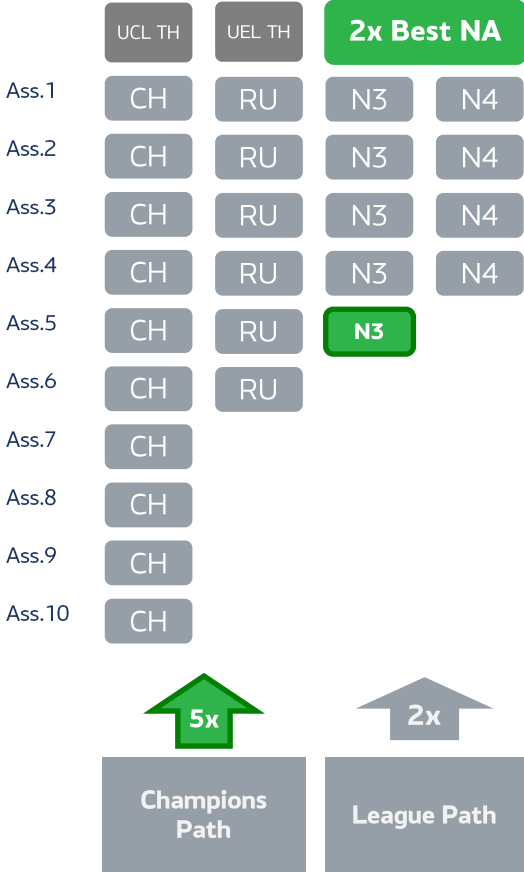 UCL TH UEL TH 2x Best NA
Ass.1 CH RU N3 N4
Ass.2 CH RU N3 N4
Ass.3 CH RU N3 N4
Ass.4 CH RU N3 N4
Ass.5 CH RU N3
Ass.6 CH RU
Ass.7 CH
Ass.8 CH
Ass.9 CH
Ass.10 CH
5x 2x
Champions
Path
League Path